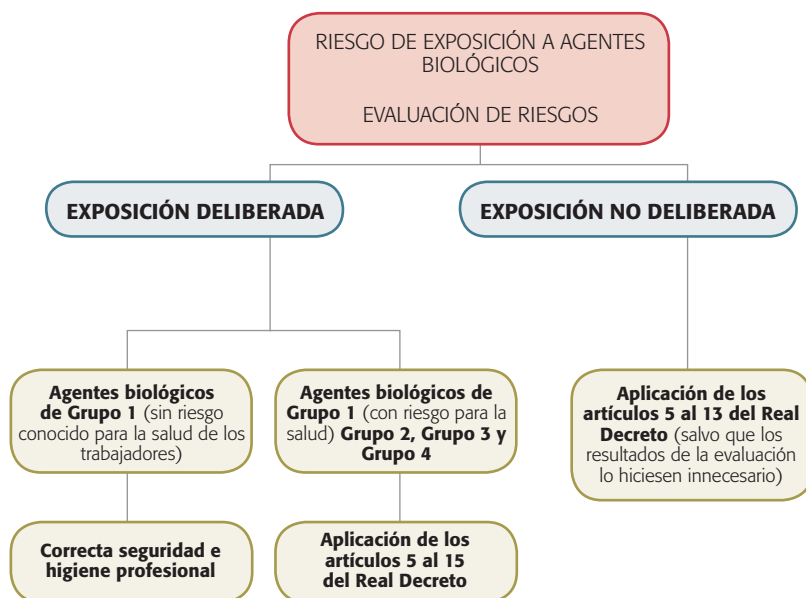 RIESGO DE EXPOSICIÓN A AGENTES
BIOLÓGICOS
EVALUACIÓN DE RIESGOS
EXPOSICIÓN DELIBERADA
EXPOSICIÓN NO DELIBERADA
Agentes biológicos
de Grupo 1 (sin riesgo
conocido para la salud de los
trabajadores)
Agentes biológicos de
Grupo 1 (con riesgo para la
salud) Grupo 2, Grupo 3 y
Grupo 4
Aplicación de los
artículos 5 al 13 del Real
Decreto (salvo que los
resultados de la evaluación
lo hiciesen innecesario)
Correcta seguridad e
higiene profesional
Aplicación de los
artículos 5 al 15
del Real Decreto